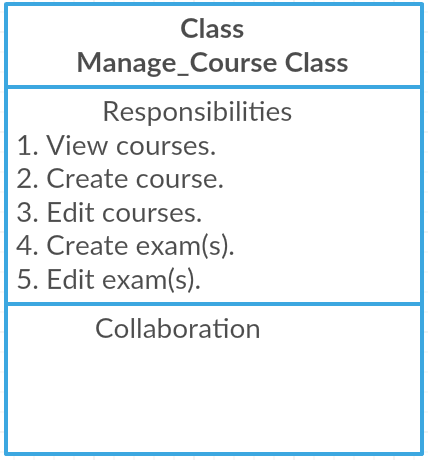 Class
Manage_Course Class
Responsibilities
1. View courses.
2. Create course.
3. Edit courses.
4. Create exam(s).
5. Edit exam(s).
Collaboration